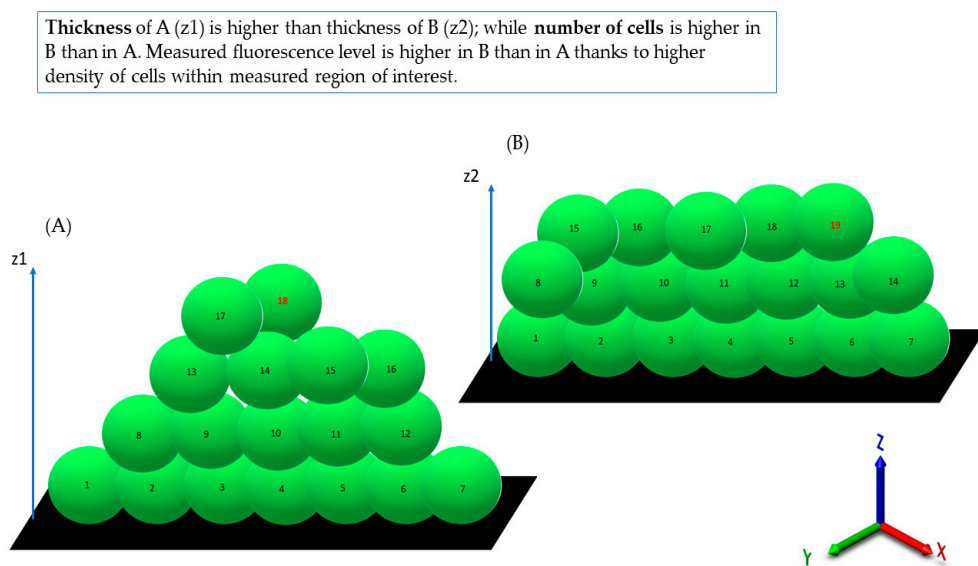 Thickness of A (z1) is higher than thickness of B (z2); while number of cells is higher in
B than in A. Measured fluorescence level is higher in B than in A thanks to higher
density of cells within measured region of interest.
(B)
z2
15 16 17 18 19
8 9 10 11 12 13 14
1 2 3 4 5 6 7
(A)
z1
17 18
13 14 15 16
8 9 10 11 12
1 2 3 4 5 6 7
Z
Y
X